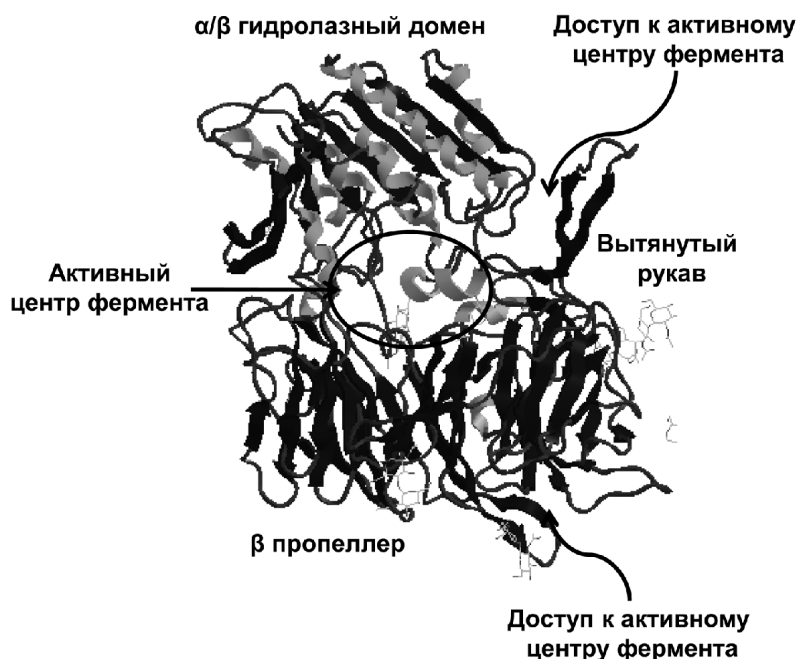 α/β гидролазный домен
Доступ к активному
центру фермента
Вытянутый
рукав
Активный
центр фермента
β пропеллер
Доступ к активному
центру фермента